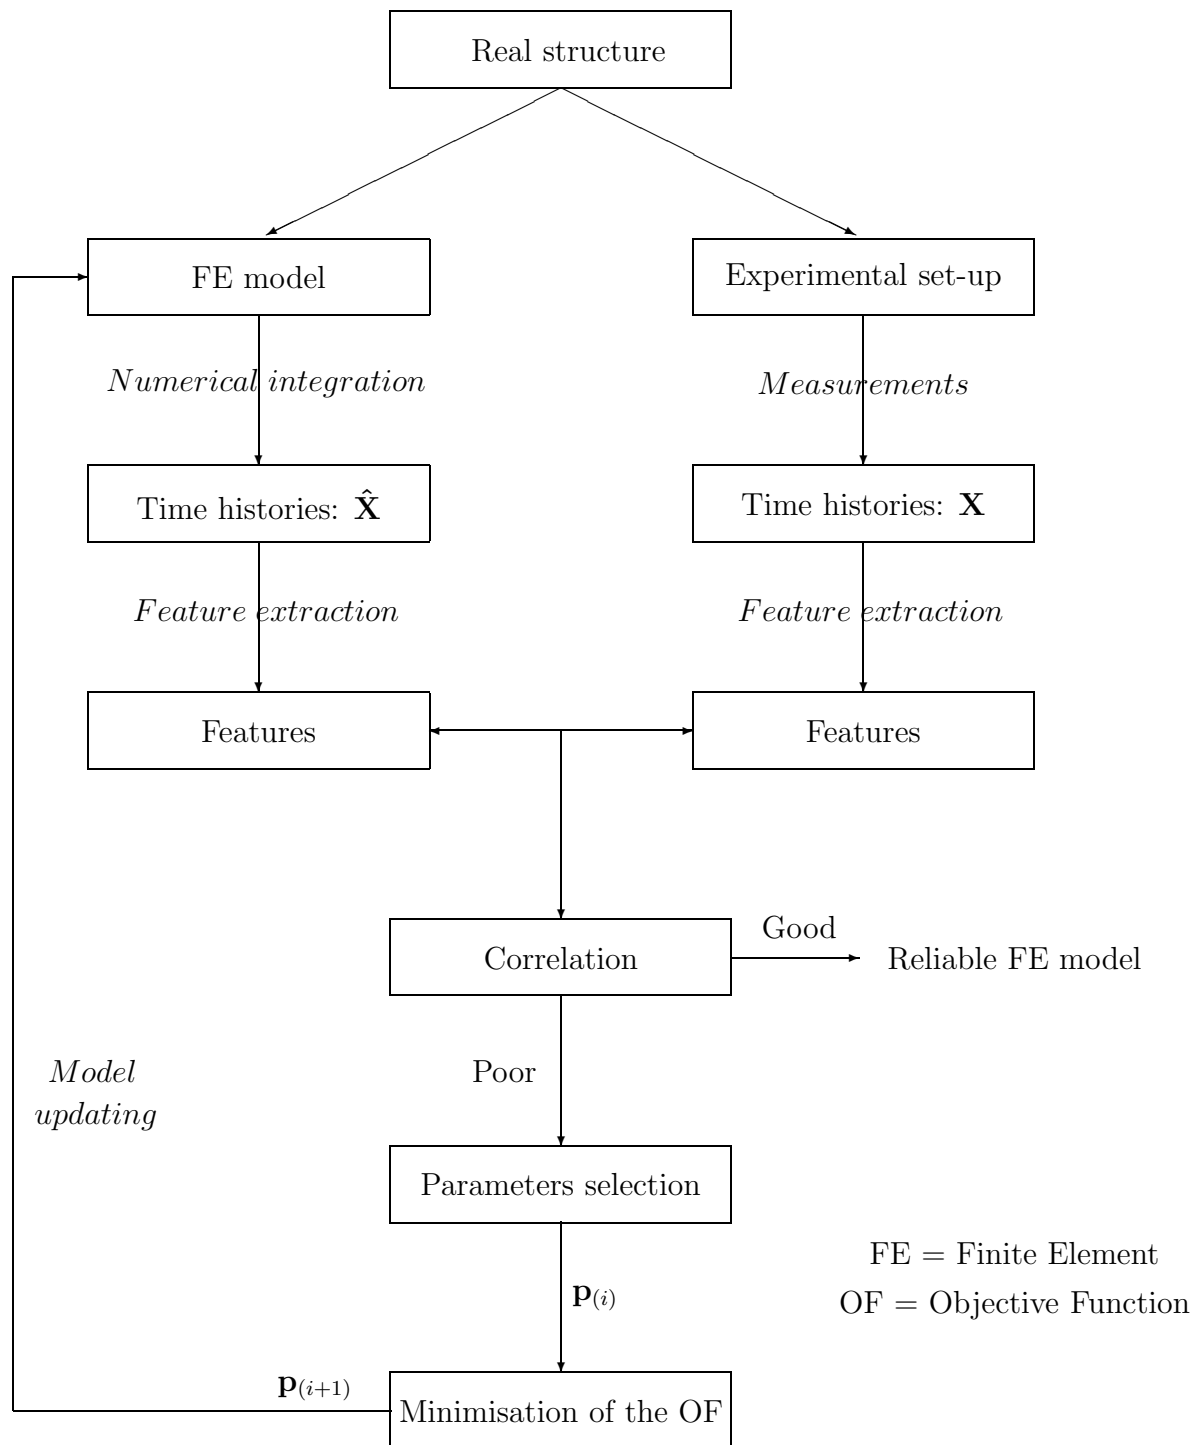 Real structure
FE model
Experimental set-up
Numerical integration
Measurements
Time histories: X̂
Time histories: X
Feature extraction
Feature extraction
Features
Features
Good
Correlation
Reliable FE model
Model
updating
Poor
Parameters selection
FE = Finite Element
OF = Objective Function
p(i)
p(i+1)
Minimisation of the OF